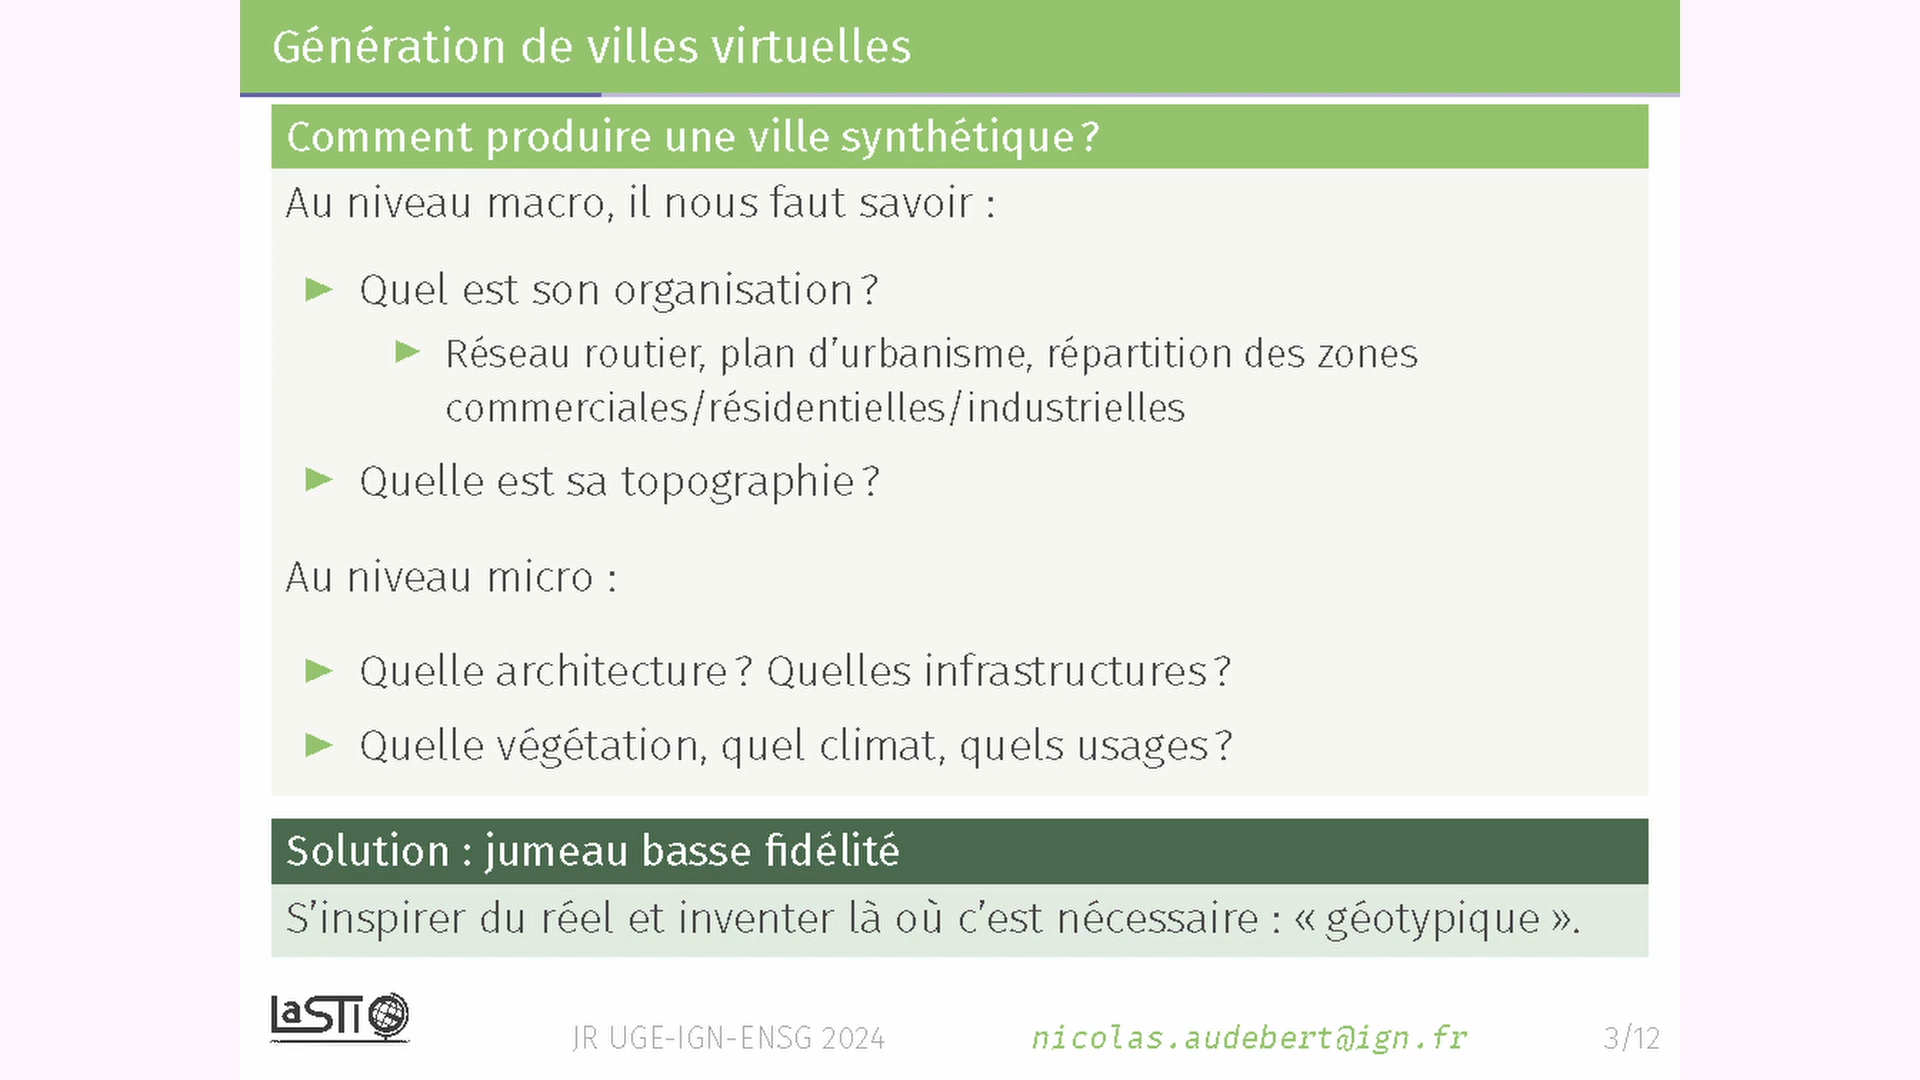 Génération de villes virtuelles
Comment produire une ville synthétique ?
Au niveau macro, il nous faut savoir :
Quel est son organisation ?
Réseau routier, plan d’urbanisme, répartition des zones
commerciales/résidentielles/industrielles
Quelle est sa topographie ?
Au niveau micro :
Quelle architecture ? Quelles infrastructures ?
Quelle végétation, quel climat, quels usages ?
Solution : jumeau basse fidélité
S’inspirer du réel et inventer là où c’est nécessaire : « géotypique ».
LaSTI
JR UGE-IGN-ENSG 2024
nicolas.audebert@ign.fr
3/12